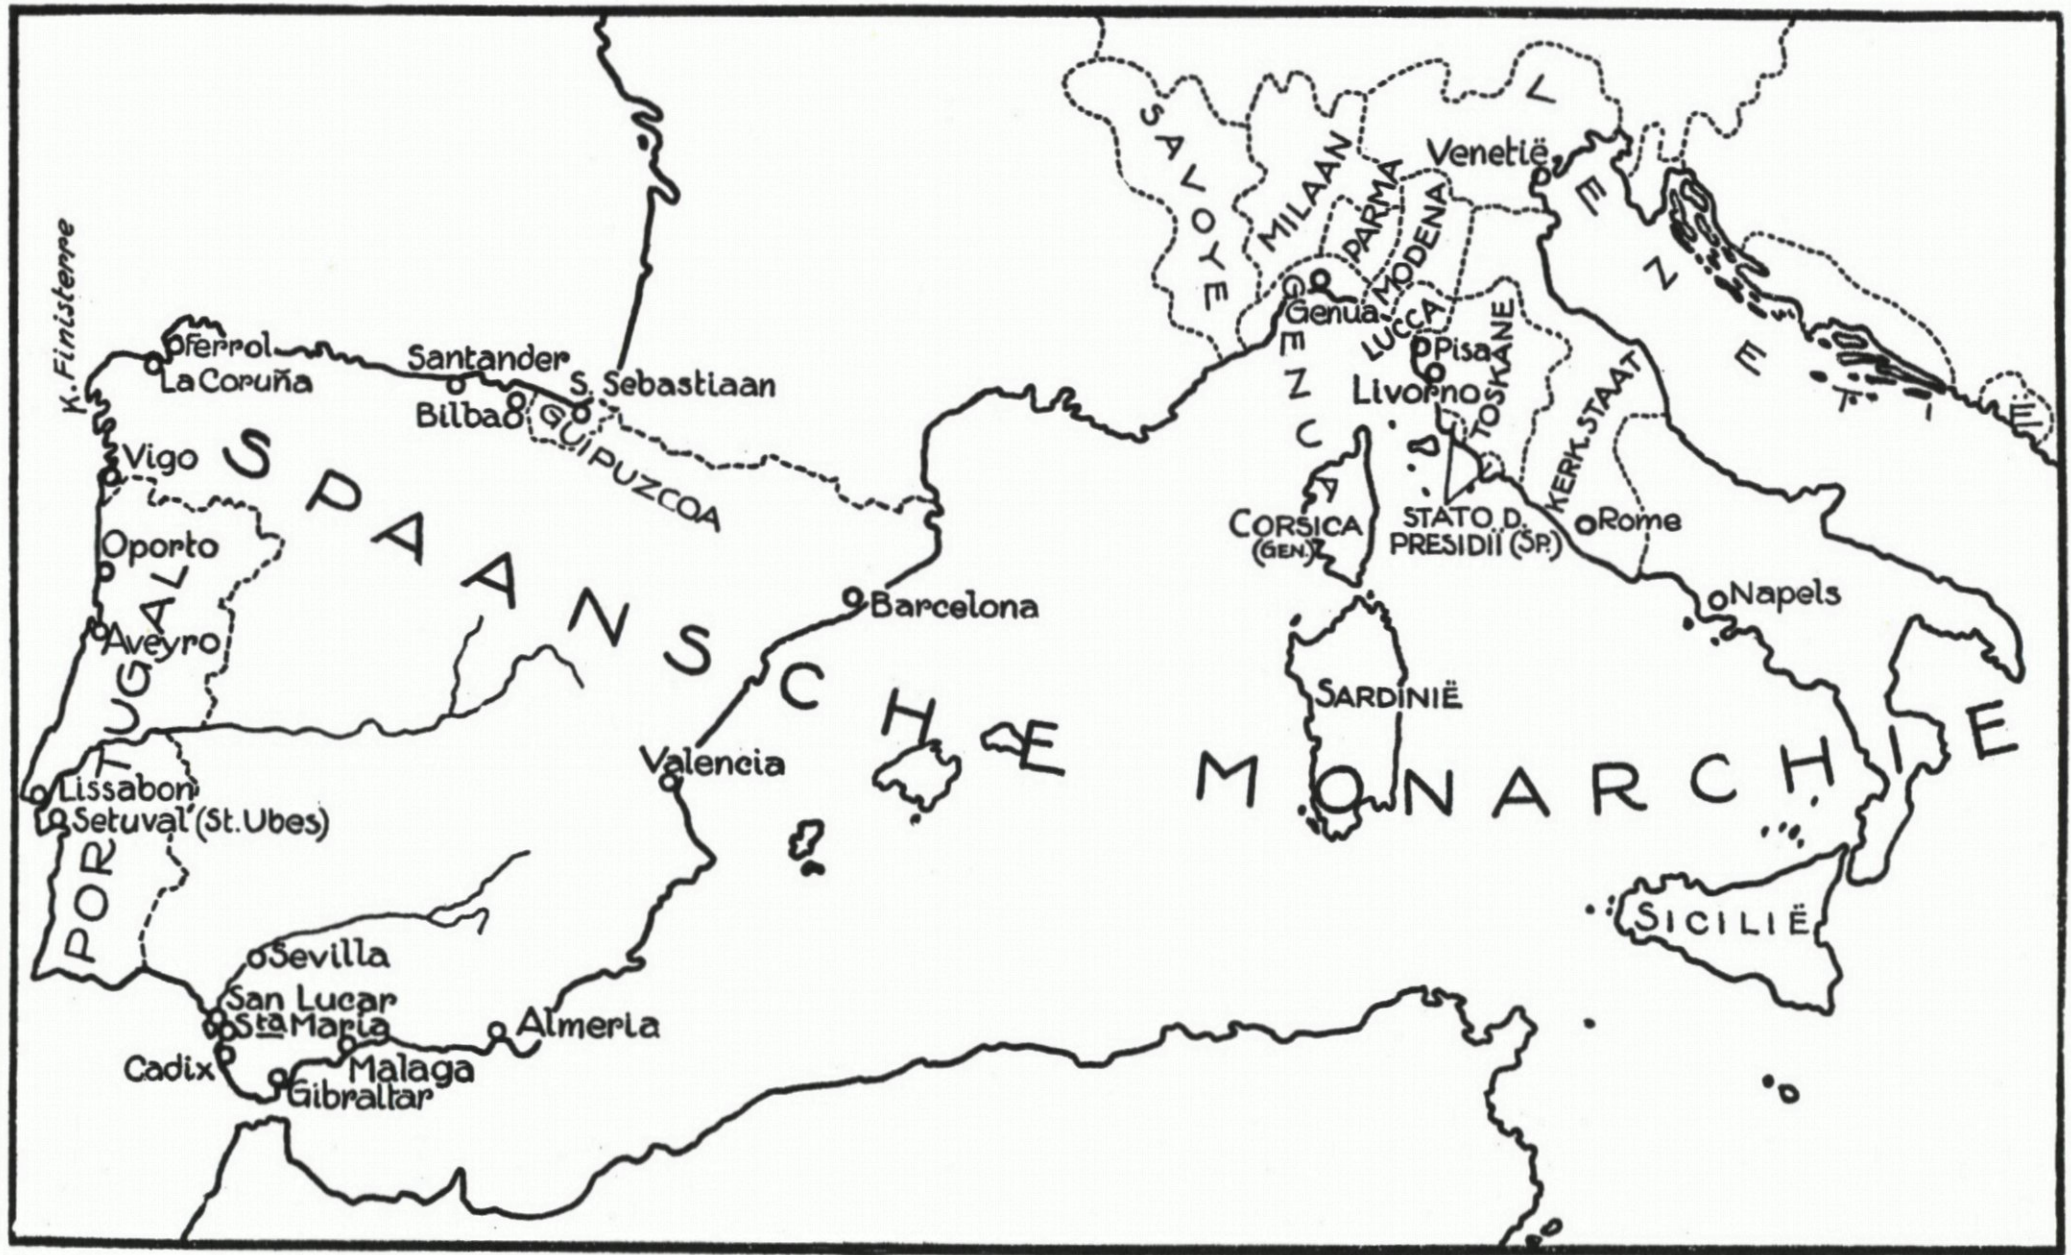 K. Finisterre
Ferrol
La Coruña
Santander
Bilbao
S. Sebastiaan
GUIPUZCOA
Vigo
Oporto
Aveyro
PORTUGAL
Lissabon
Setuval (St. Ubes)
Sevilla
San Lucar
Sta Maria
Cadix
Malaga
Gibraltar
Almeria
Valencia
Barcelona
SPAANSCHE MONARCHIE
SAVOYE
MILAAN
PARMA
MODENA
Venetië
VENEТIË
GENUA
Genua
LUCCA
Pisa
Livorno
TOSKANE
KERK. STAAT
CORSICA
(GEN.)
STATO D.
PRESIDIÏ (SP.)
Rome
Napels
SARDINIË
SICILIË